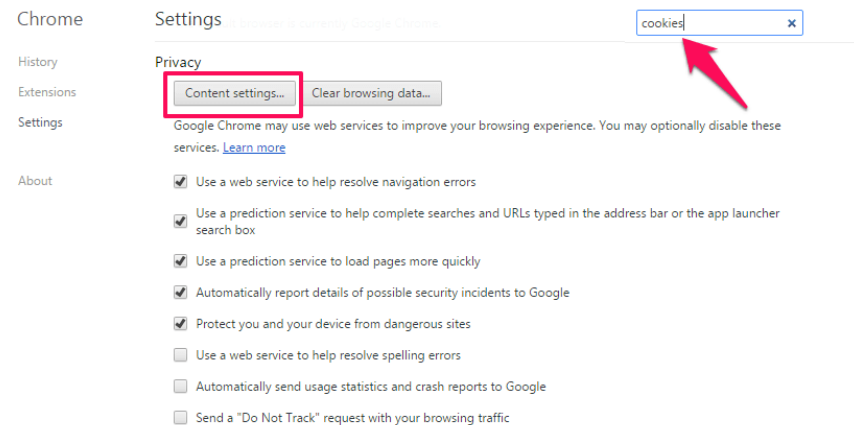 Chrome
Settings
cookies
×
History
Extensions
Settings
About
Privacy
Content settings...
Clear browsing data...
Google Chrome may use web services to improve your browsing experience. You may optionally disable these
services. Learn more
Use a web service to help resolve navigation errors
Use a prediction service to help complete searches and URLs typed in the address bar or the app launcher
search box
Use a prediction service to load pages more quickly
Automatically report details of possible security incidents to Google
Protect you and your device from dangerous sites
Use a web service to help resolve spelling errors
Automatically send usage statistics and crash reports to Google
Send a "Do Not Track" request with your browsing traffic